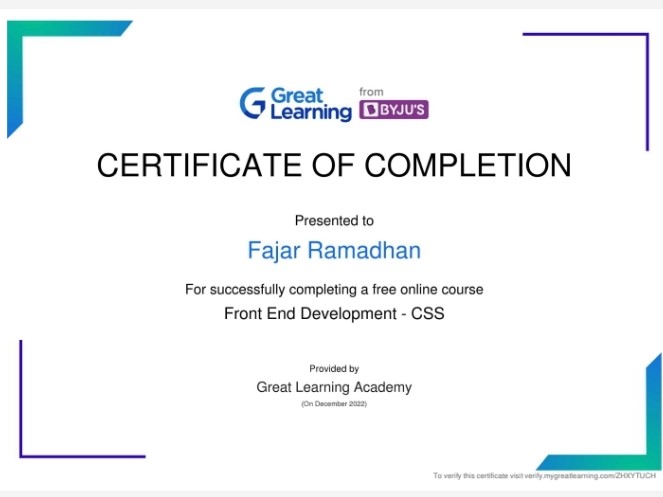 Great Learning
from
BYJU'S
CERTIFICATE OF COMPLETION
Presented to
Fajar Ramadhan
For successfully completing a free online course
Front End Development - CSS
Provided by
Great Learning Academy
(On December 2022)
To verify this certificate visit verify.mygreatlearning.com/ZHXYTUCH